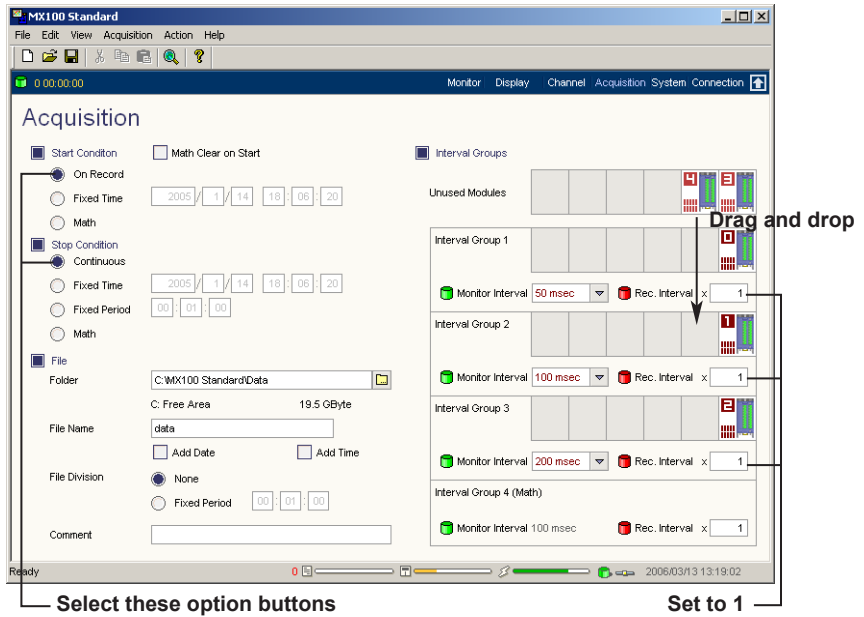 MX100 Standard
File Edit View Acquisition Action Help
0 00:00:00
Monitor Display Channel Acquisition System Connection
Acquisition
Start Conditon
Math Clear on Start
On Record
Fixed Time 2005 / 1 / 14 18 : 06 : 20
Math
Stop Condition
Continuous
Fixed Time 2005 / 1 / 14 18 : 06 : 20
Fixed Period 00 : 01 : 00
Math
File
Folder C:\MX100 Standard\Data
C: Free Area 19.5 GByte
File Name data
Add Date Add Time
File Division None
Fixed Period 00 : 01 : 00
Comment
Interval Groups
Unused Modules 4 3
Drag and drop
Interval Group 1 0
Monitor Interval 50 msec Rec. Interval x 1
Interval Group 2 1
Monitor Interval 100 msec Rec. Interval x 1
Interval Group 3 2
Monitor Interval 200 msec Rec. Interval x 1
Interval Group 4 (Math)
Monitor Interval 100 msec Rec. Interval x 1
Ready 0 2006/03/13 13:19:02
Select these option buttons
Set to 1